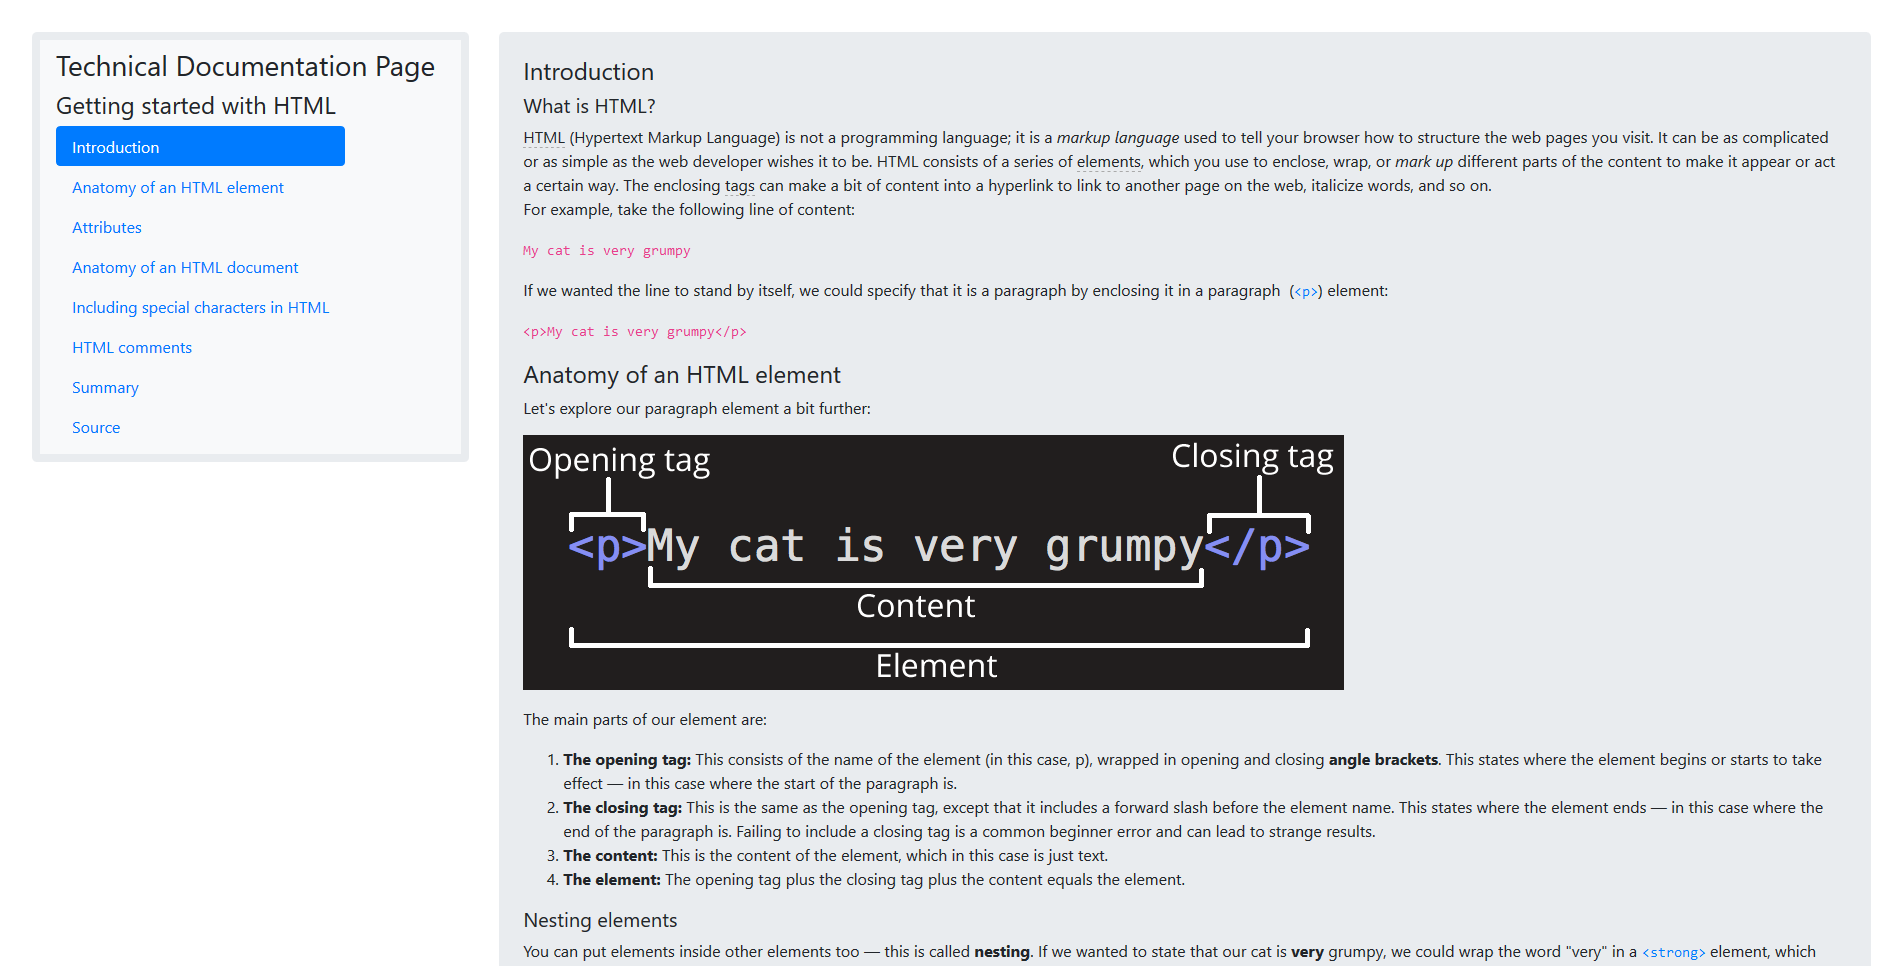 Technical Documentation Page
Getting started with HTML
Introduction
Anatomy of an HTML element
Attributes
Anatomy of an HTML document
Including special characters in HTML
HTML comments
Summary
Source
Introduction
What is HTML?
HTML (Hypertext Markup Language) is not a programming language; it is a markup language used to tell your browser how to structure the web pages you visit. It can be as complicated
or as simple as the web developer wishes it to be. HTML consists of a series of elements, which you use to enclose, wrap, or mark up different parts of the content to make it appear or act
a certain way. The enclosing tags can make a bit of content into a hyperlink to link to another page on the web, italicize words, and so on.
For example, take the following line of content:
My cat is very grumpy
If we wanted the line to stand by itself, we could specify that it is a paragraph by enclosing it in a paragraph (<p>) element:
<p>My cat is very grumpy</p>
Anatomy of an HTML element
Let's explore our paragraph element a bit further:
Opening tag Closing tag
<p>My cat is very grumpy</p>
Content
Element
The main parts of our element are:
1. The opening tag: This consists of the name of the element (in this case, p), wrapped in opening and closing angle brackets. This states where the element begins or starts to take
effect — in this case where the start of the paragraph is.
2. The closing tag: This is the same as the opening tag, except that it includes a forward slash before the element name. This states where the element ends — in this case where the
end of the paragraph is. Failing to include a closing tag is a common beginner error and can lead to strange results.
3. The content: This is the content of the element, which in this case is just text.
4. The element: The opening tag plus the closing tag plus the content equals the element.
Nesting elements
You can put elements inside other elements too — this is called nesting. If we wanted to state that our cat is very grumpy, we could wrap the word "very" in a <strong> element, which